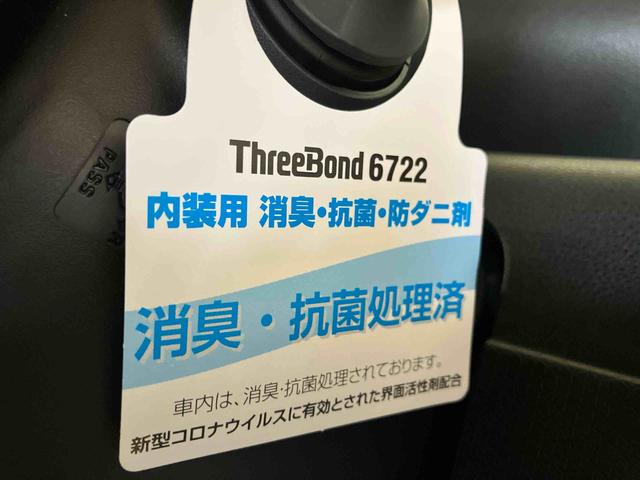 ThreeBond 6722
内装用 消臭・抗菌・防ダニ剤
消臭・抗菌処理済
車内は、消臭・抗菌処理されております。
新型コロナウイルスに有効とされた界面活性剤配合
PASS